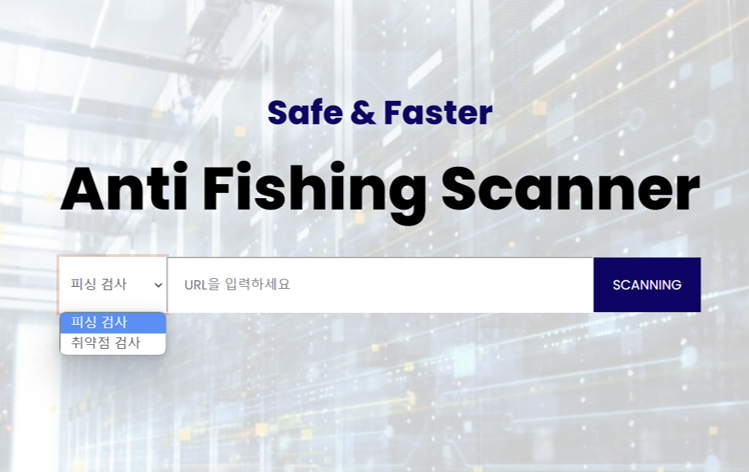 Safe & Faster
Anti Fishing Scanner
피싱 검사
URL을 입력하세요
SCANNING
피싱 검사
취약점 검사